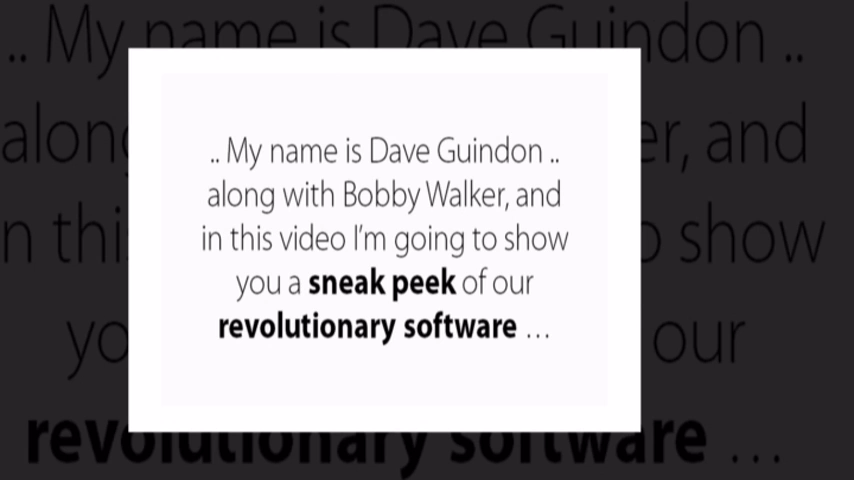 .. My name is Dave Guindon ..
along with Bobby Walker, and
in this video I'm going to show
you a sneak peek of our
revolutionary software ...